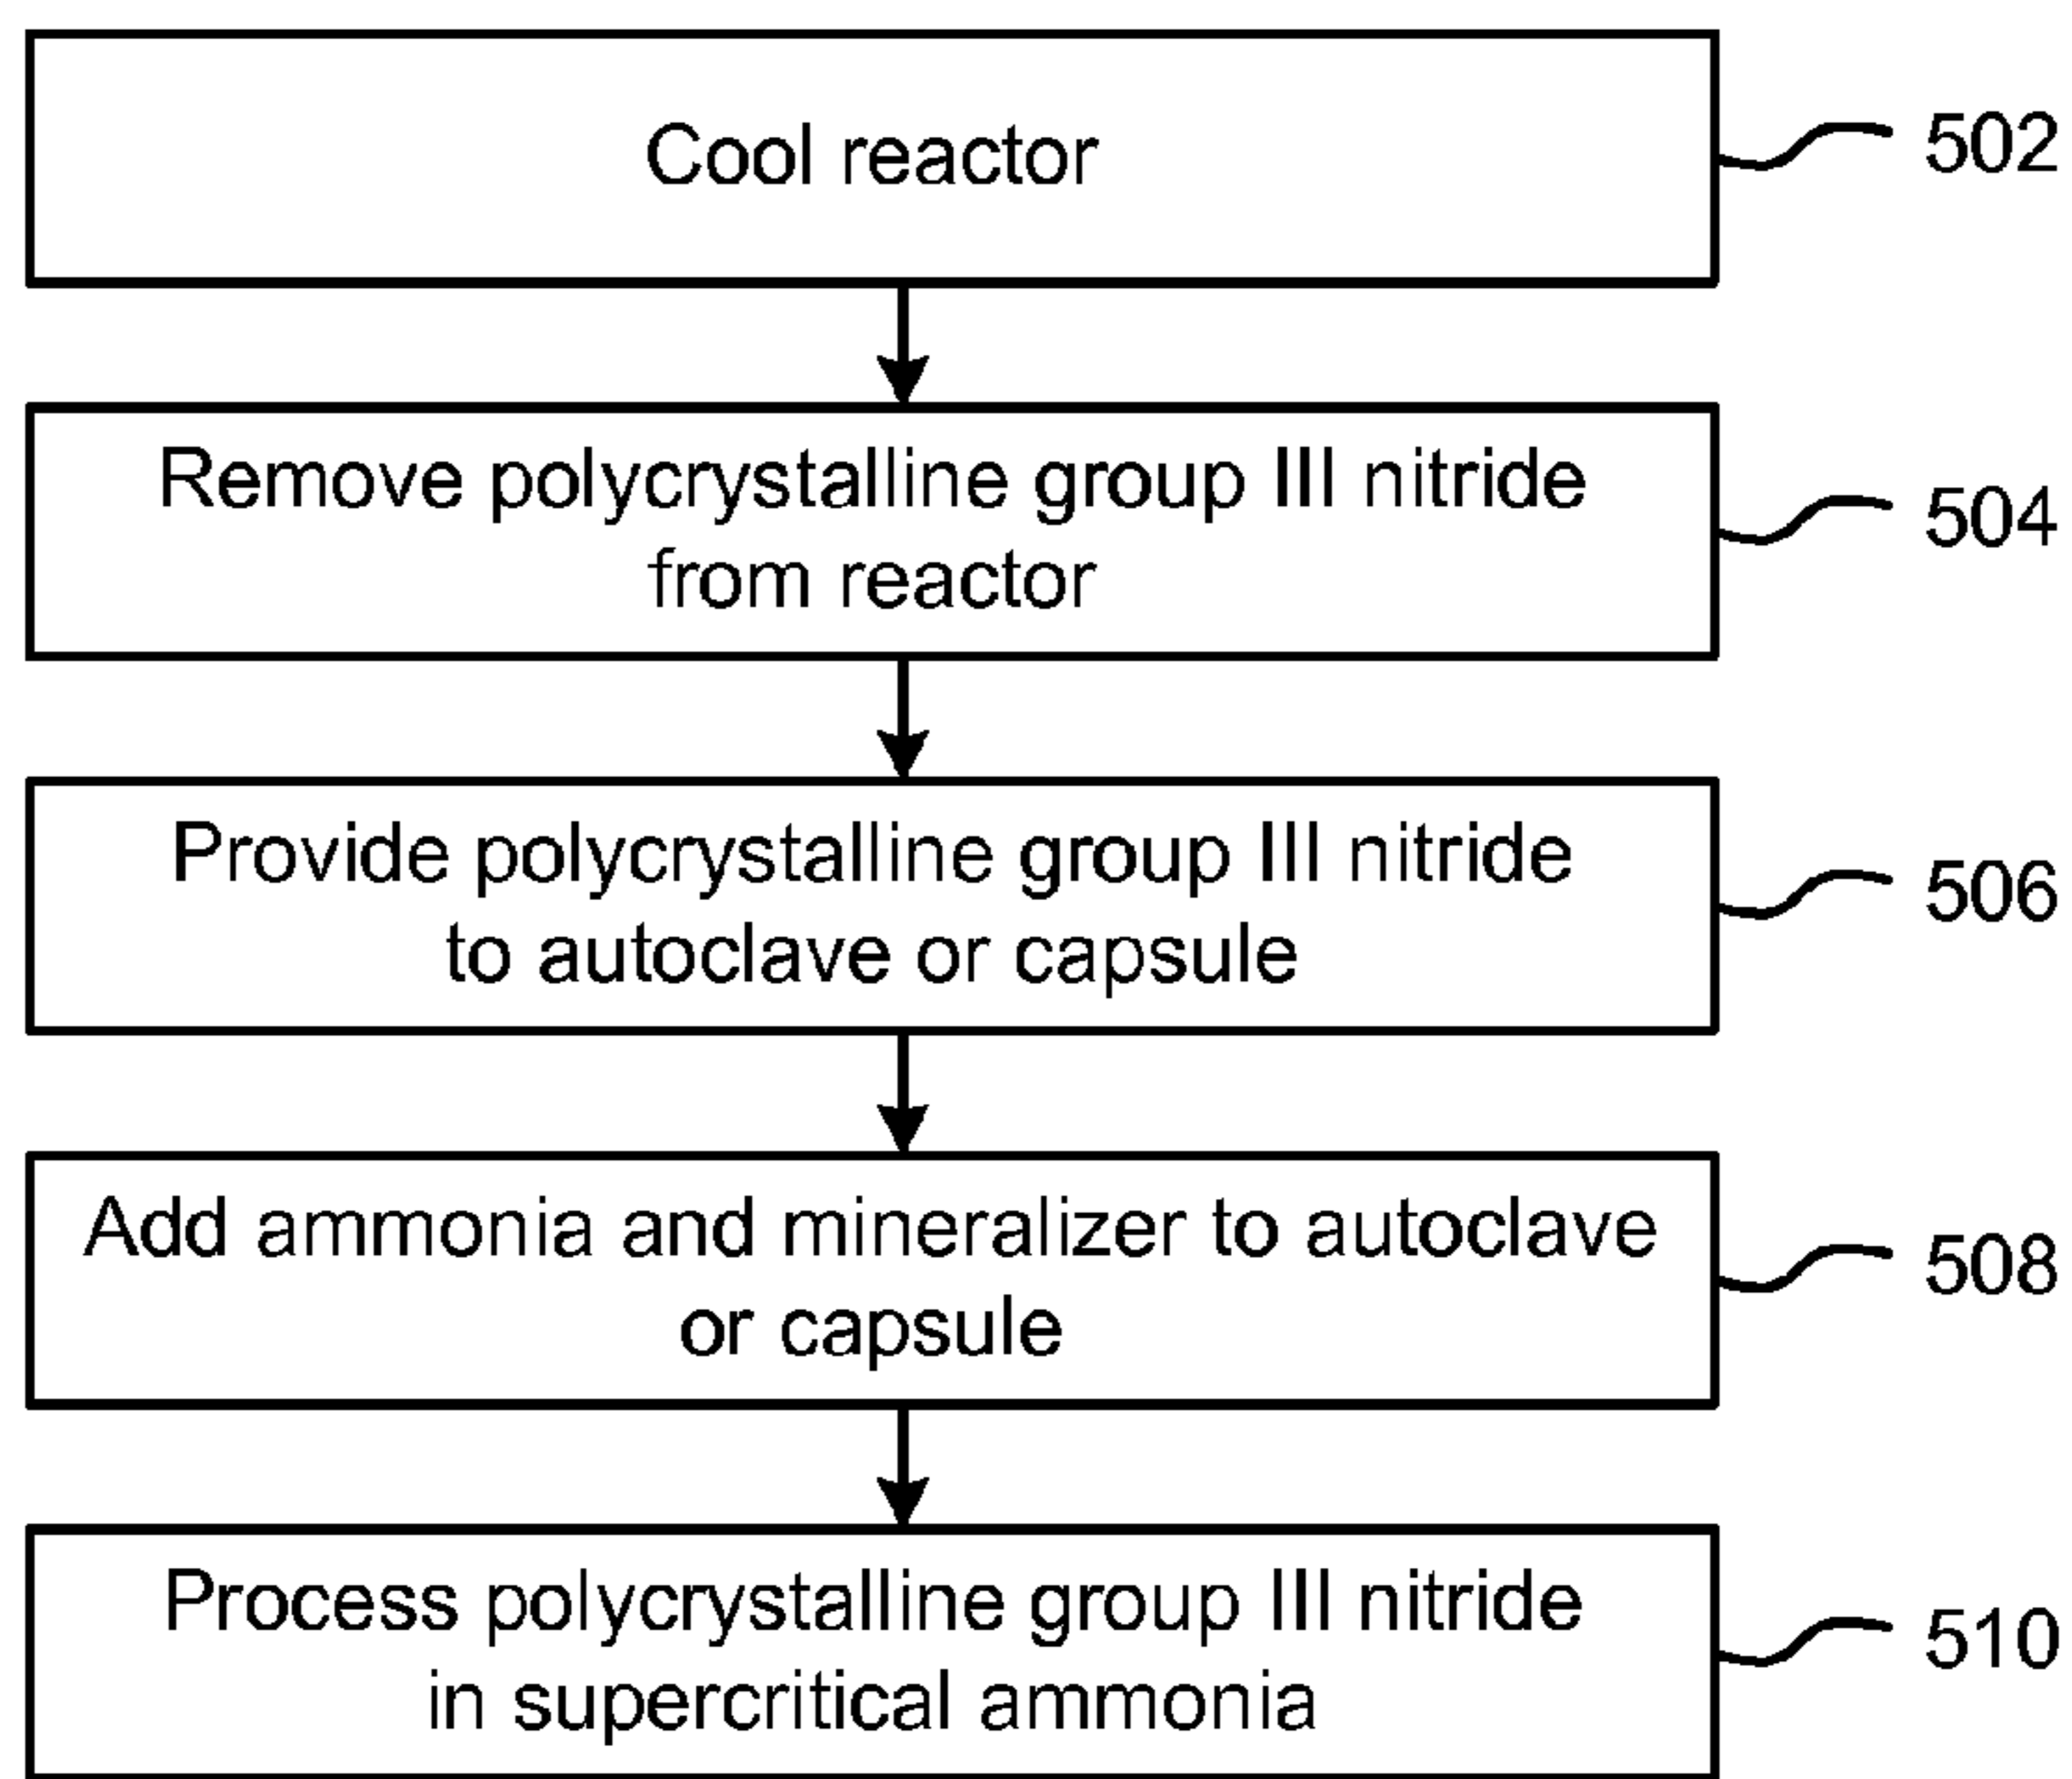 Cool reactor
502
Remove polycrystalline group III nitride
from reactor
504
Provide polycrystalline group III nitride
to autoclave or capsule
506
Add ammonia and mineralizer to autoclave
or capsule
508
Process polycrystalline group III nitride
in supercritical ammonia
510